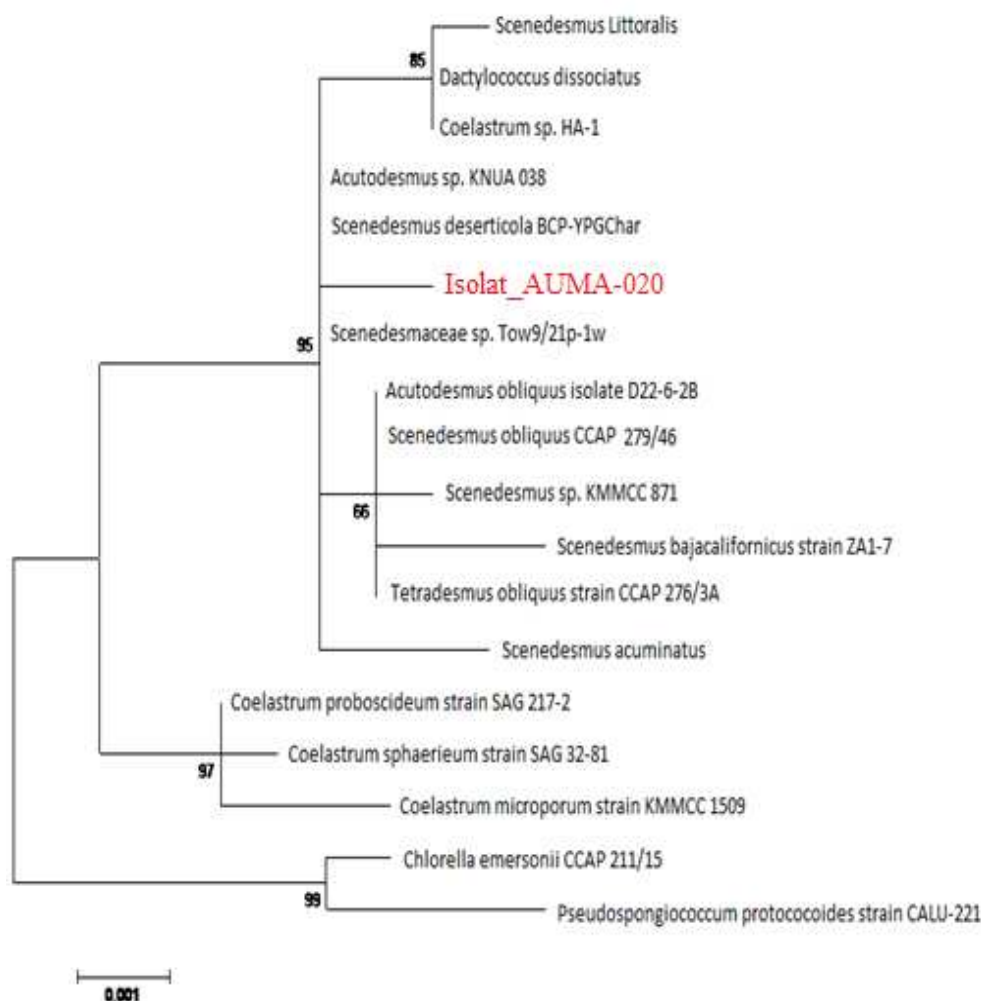 Scenedesmus Littoralis
85
Dactylococcus dissociatus
Coelastrum sp. HA-1
Acutodesmus sp. KNUA 038
Scenedesmus deserticola BCP-YPGChar
Isolat_AUMA-020
Scenedesmaceae sp. Tow9/21p-1w
95
Acutodesmus obliquus isolate D22-6-2B
Scenedesmus obliquus CCAP 279/46
Scenedesmus sp. KMMCC 871
66
Scenedesmus bajacalifornicus strain ZA1-7
Tetradesmus obliquus strain CCAP 276/3A
Scenedesmus acuminatus
Coelastrum proboscideum strain SAG 217-2
Coelastrum sphaerieum strain SAG 32-81
97
Coelastrum microporum strain KMMCC 1509
Chlorella emersonii CCAP 211/15
99
Pseudospongiococcum protococoides strain CALU-221
0.001